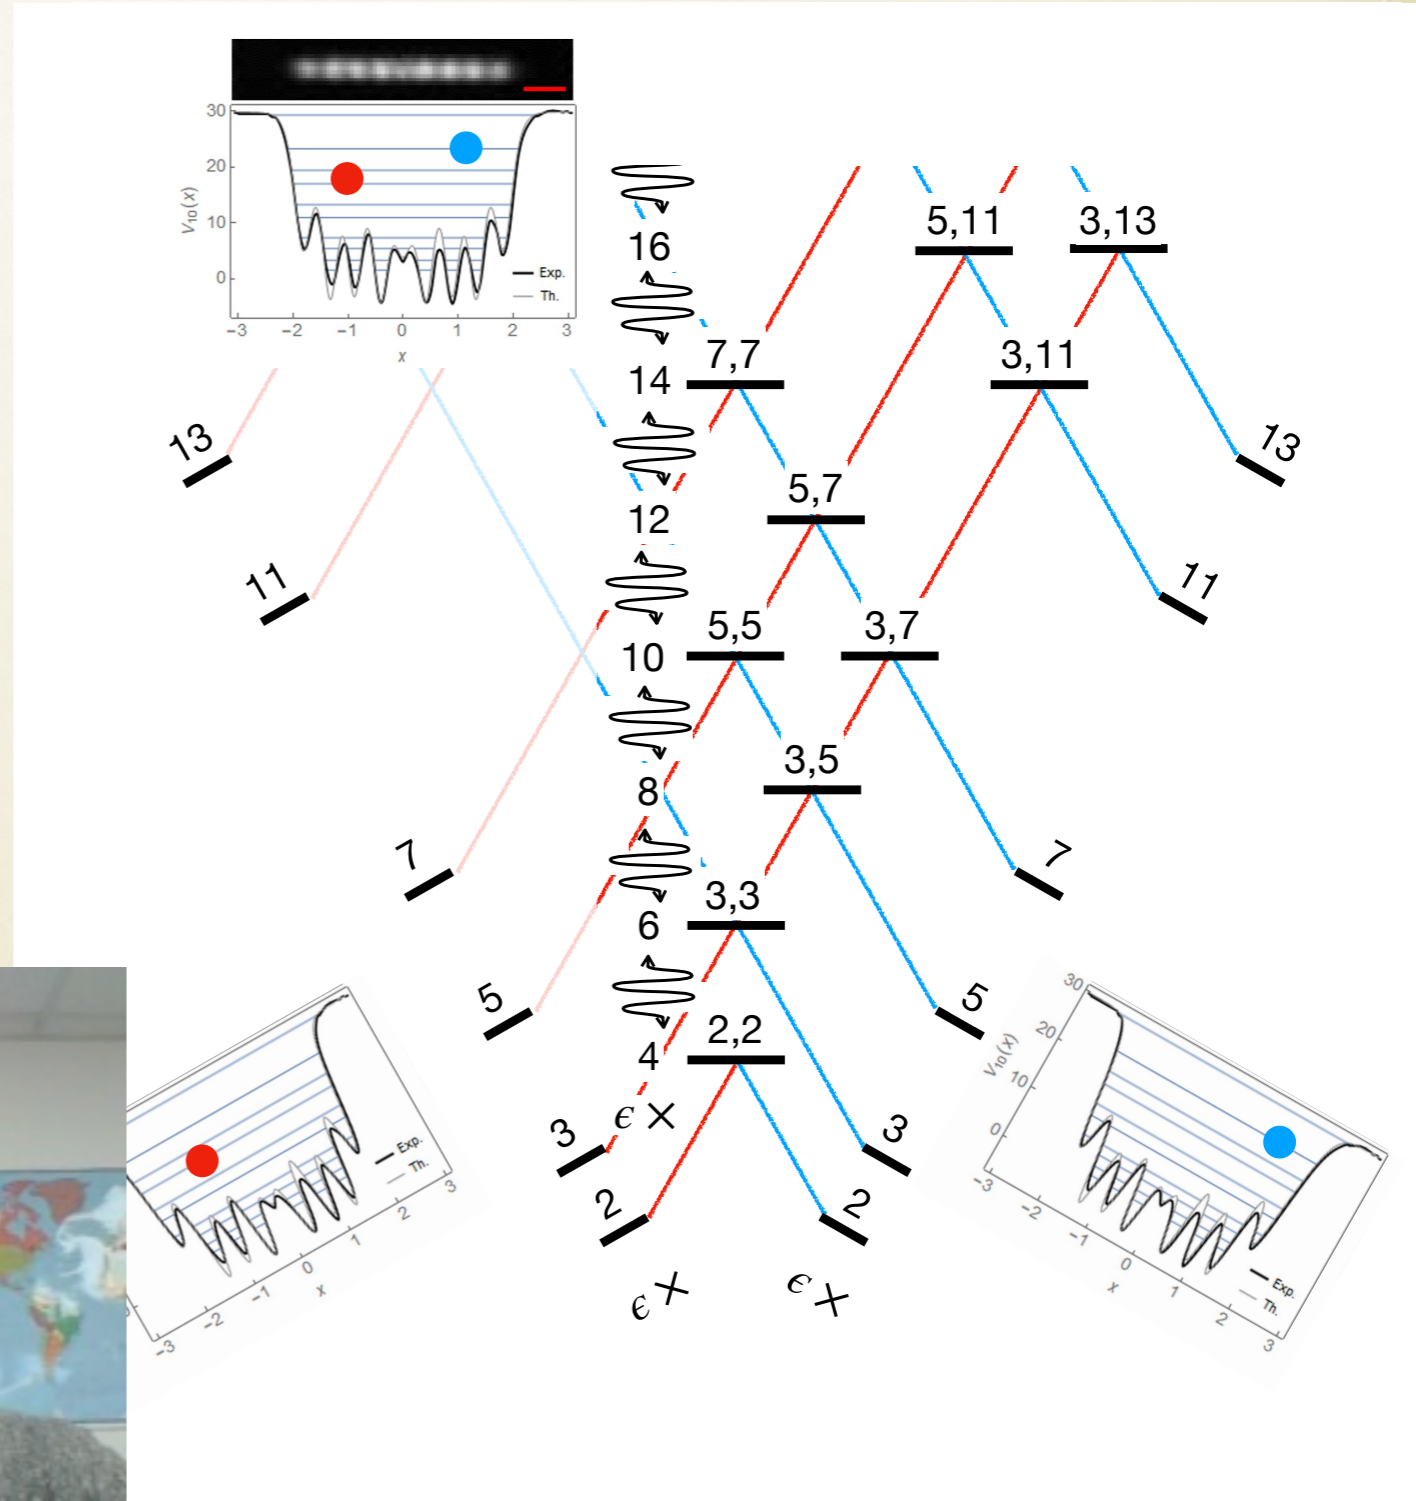 30
20
10
0
V₁₀(x)
Exp.
Th.
−3 −2 −1 0 1 2 3
x
16
5,11
3,13
7,7
3,11
14
13
13
5,7
12
11
11
5,5
3,7
10
3,5
8
7
7
3,3
6
5
5
2,2
4
ϵ ×
3
3
2
2
ϵ ×
ϵ ×
Exp.
Th.
−3 −2 −1 0 1 2 3
x
30
20
10
0
V₁₀(x)
Exp.
Th.
−3 −2 −1 0 1 2 3
x